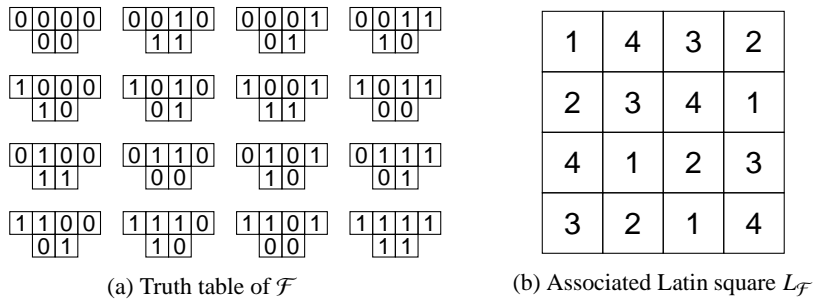 0 0 0 0 0 0 1 0 0 0 0 1 0 0 1 1
0 0 1 1 0 1 1 0
1 0 0 0 1 0 1 0 1 0 0 1 1 0 1 1
1 0 0 1 1 1 0 0
0 1 0 0 0 1 1 0 0 1 0 1 0 1 1 1
1 1 0 0 1 0 0 1
1 1 0 0 1 1 1 0 1 1 0 1 1 1 1 1
0 1 1 0 0 0 1 1
(a) Truth table of ℱ
1 4 3 2
2 3 4 1
4 1 2 3
3 2 1 4
(b) Associated Latin square Lℱ